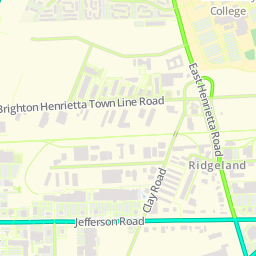 College
East Henrietta Road
Brighton Henrietta Town Line Road
Ridgeland
Clay Road
Jefferson Road